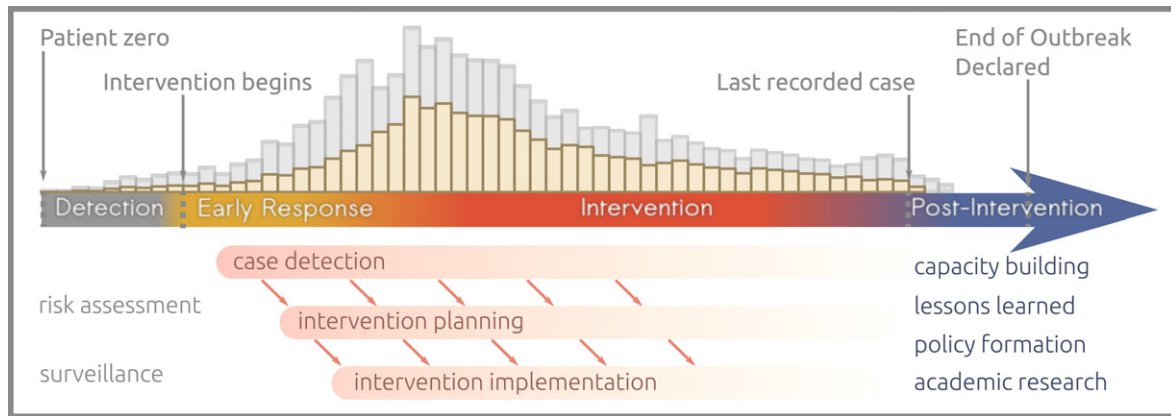 Patient zero
Intervention begins
Last recorded case
End of Outbreak
Declared
Detection
Early Response
Intervention
Post-Intervention
case detection
risk assessment
intervention planning
surveillance
intervention implementation
capacity building
lessons learned
policy formation
academic research